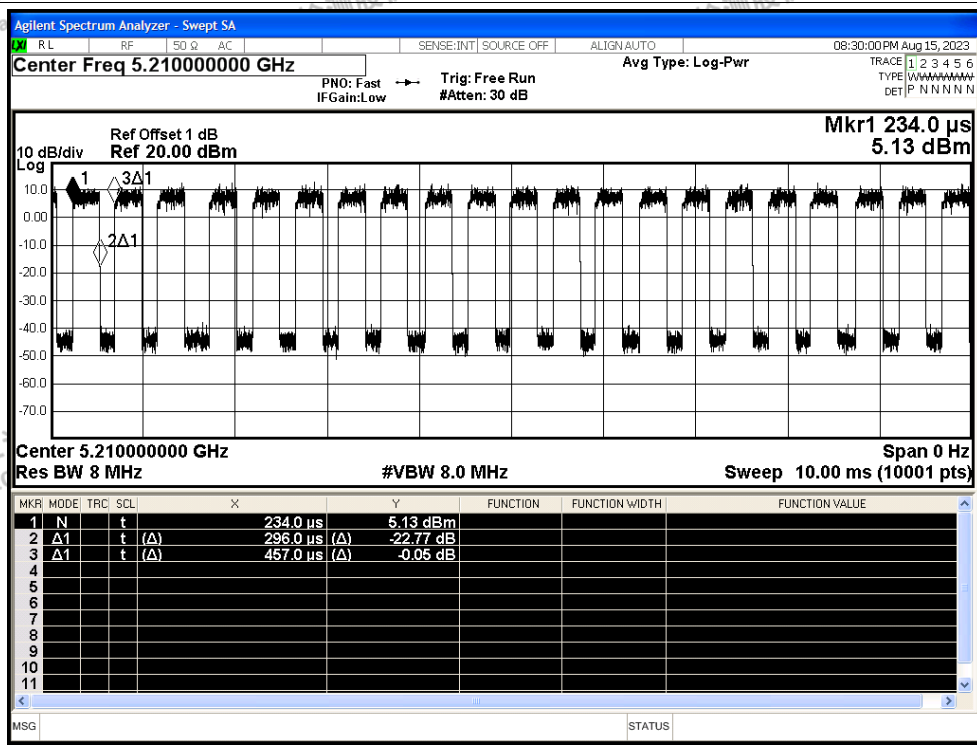 Agilent Spectrum Analyzer - Swept SA
LXI RL RF 50 Ω AC SENSE:INT SOURCE OFF ALIGN AUTO 08:30:00 PM Aug 15, 2023
Center Freq 5.210000000 GHz
PNO: Fast
IFGain:Low
Trig: Free Run
#Atten: 30 dB
Avg Type: Log-Pwr
TRACE 1 2 3 4 5 6
TYPE WWWWWW
DET P N N N N N
Mkr1 234.0 µs
5.13 dBm
Ref Offset 1 dB
10 dB/div Ref 20.00 dBm
Log
1 3Δ1
10.0
0.00
2Δ1
-10.0
-20.0
-30.0
-40.0
-50.0
-60.0
-70.0
Center 5.210000000 GHz Span 0 Hz
Res BW 8 MHz #VBW 8.0 MHz Sweep 10.00 ms (10001 pts)
MKR MODE TRC SCL X Y FUNCTION FUNCTION WIDTH FUNCTION VALUE
1 N t 234.0 µs 5.13 dBm
2 Δ1 t (Δ) 296.0 µs (Δ) -22.77 dB
3 Δ1 t (Δ) 457.0 µs (Δ) -0.05 dB
4
5
6
7
8
9
10
11
MSG STATUS